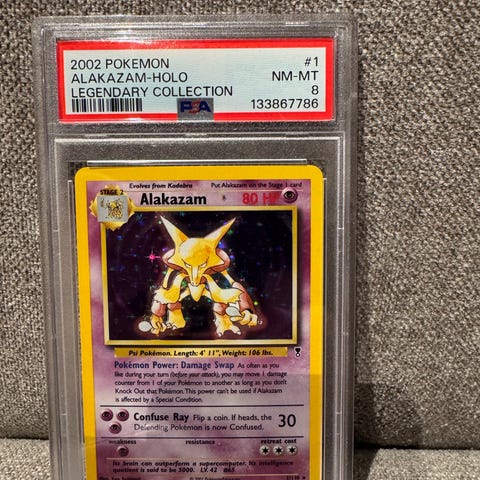 2002 POKEMON #1
ALAKAZAM-HOLO NM-MT
LEGENDARY COLLECTION 8
PSA 133867786
Evolves from Kadabra Put Alakazam on the Stage 1 card
STAGE 2
Alakazam 80 HP
Psi Pokémon. Length: 4' 11", Weight: 106 lbs.
Pokémon Power: Damage Swap As often as you
like during your turn (before your attack), you may move 1 damage
counter from 1 of your Pokémon to another as long as you don't
Knock Out that Pokémon. This power can't be used if Alakazam
is affected by a Special Condition.
Confuse Ray Flip a coin. If heads, the 30
Defending Pokémon is now Confused.
weakness resistance retreat cost
Its brain can outperform a supercomputer. Its intelligence
quotient is said to be 5000. LV. 42 #65